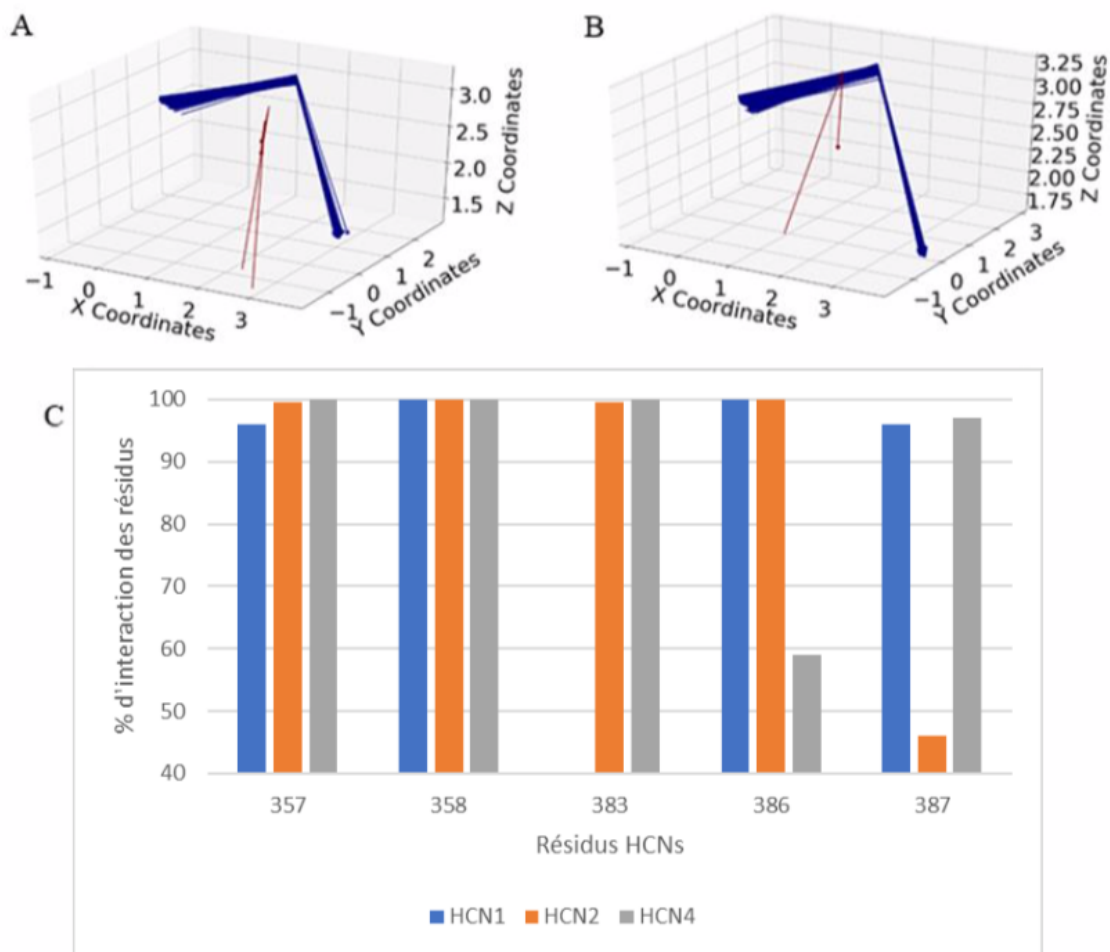 A
3.0
2.5
2.0
1.5
Z Coordinates
-1
0
1
2
3
X Coordinates
-1
0
1
2
Y Coordinates
B
3.25
3.00
2.75
2.50
2.25
2.00
1.75
Z Coordinates
-1
0
1
2
3
X Coordinates
-1
0
1
2
3
Y Coordinates
C
% d'interaction des résidus
100
90
80
70
60
50
40
357 358 383 386 387
Résidus HCNs
HCN1 HCN2 HCN4